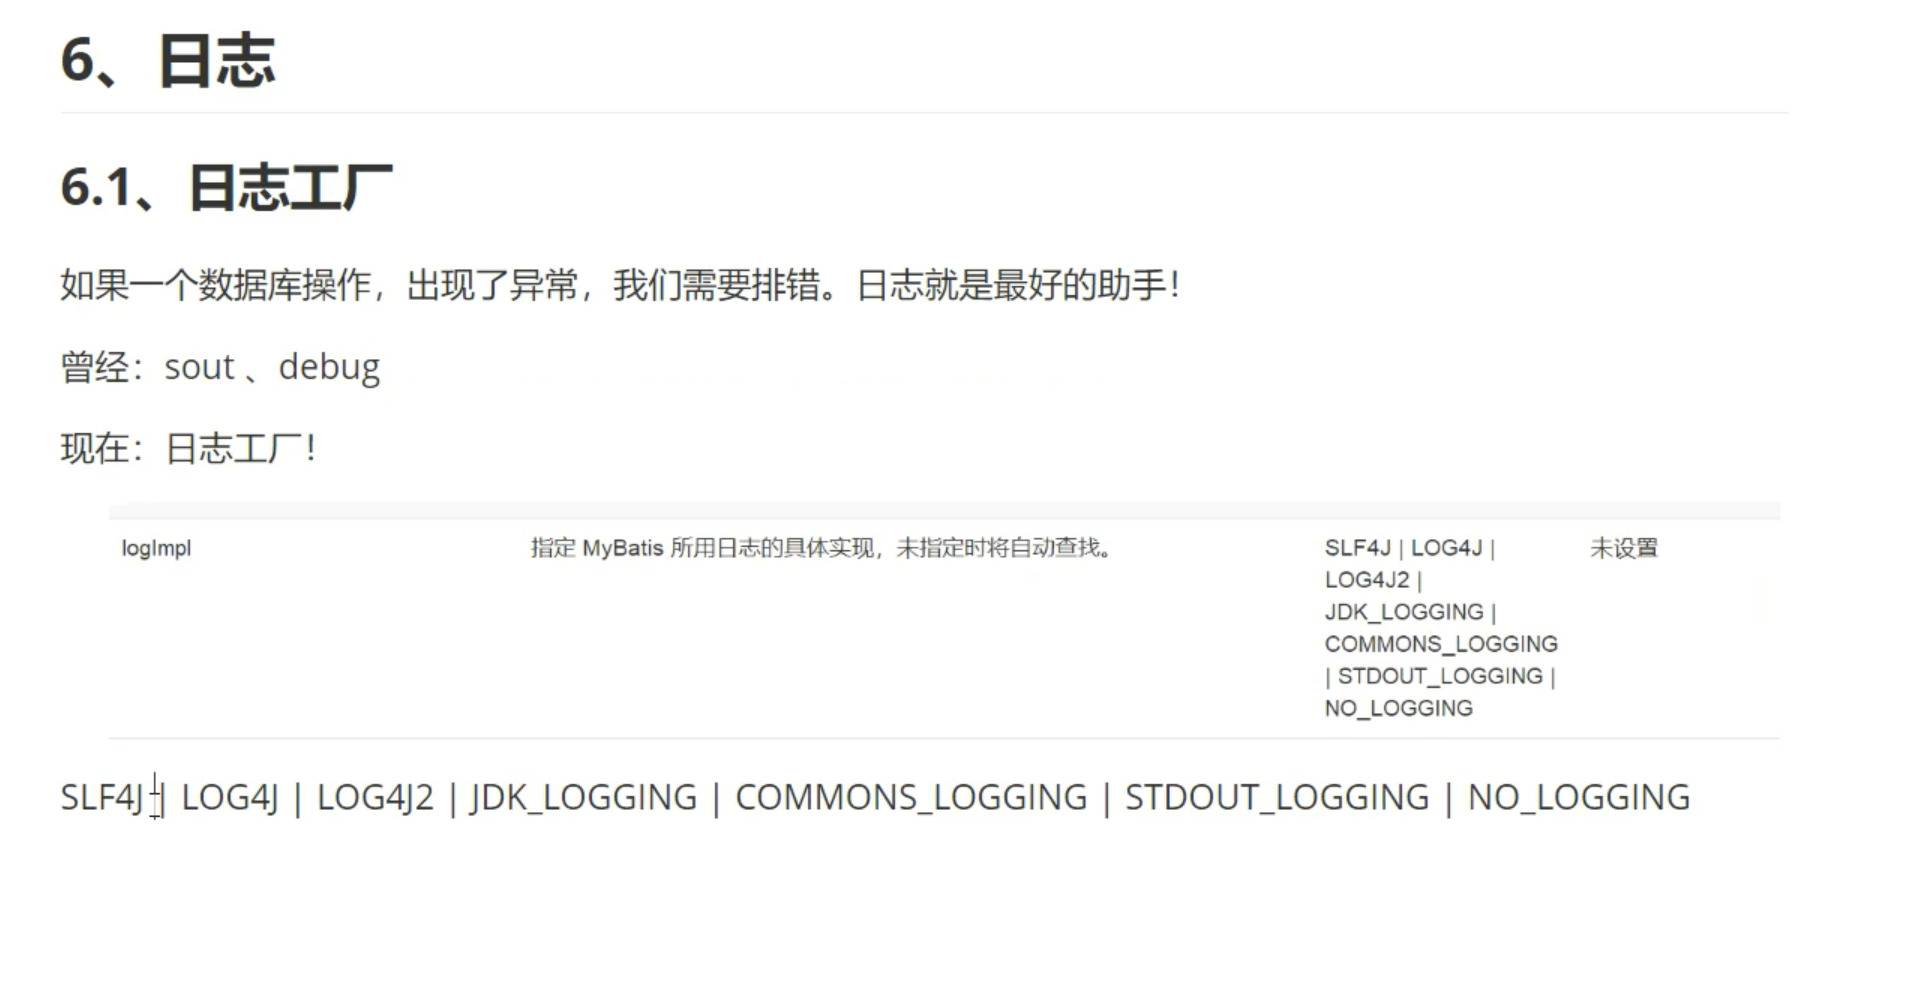 6、日志
6.1、日志工厂
如果一个数据库操作，出现了异常，我们需要排错。日志就是最好的助手！
曾经：sout 、debug
现在：日志工厂！
logImpl 指定 MyBatis 所用日志的具体实现，未指定时将自动查找。 SLF4J | LOG4J | 未设置
LOG4J2 |
JDK_LOGGING |
COMMONS_LOGGING
| STDOUT_LOGGING |
NO_LOGGING
SLF4J | LOG4J | LOG4J2 | JDK_LOGGING | COMMONS_LOGGING | STDOUT_LOGGING | NO_LOGGING